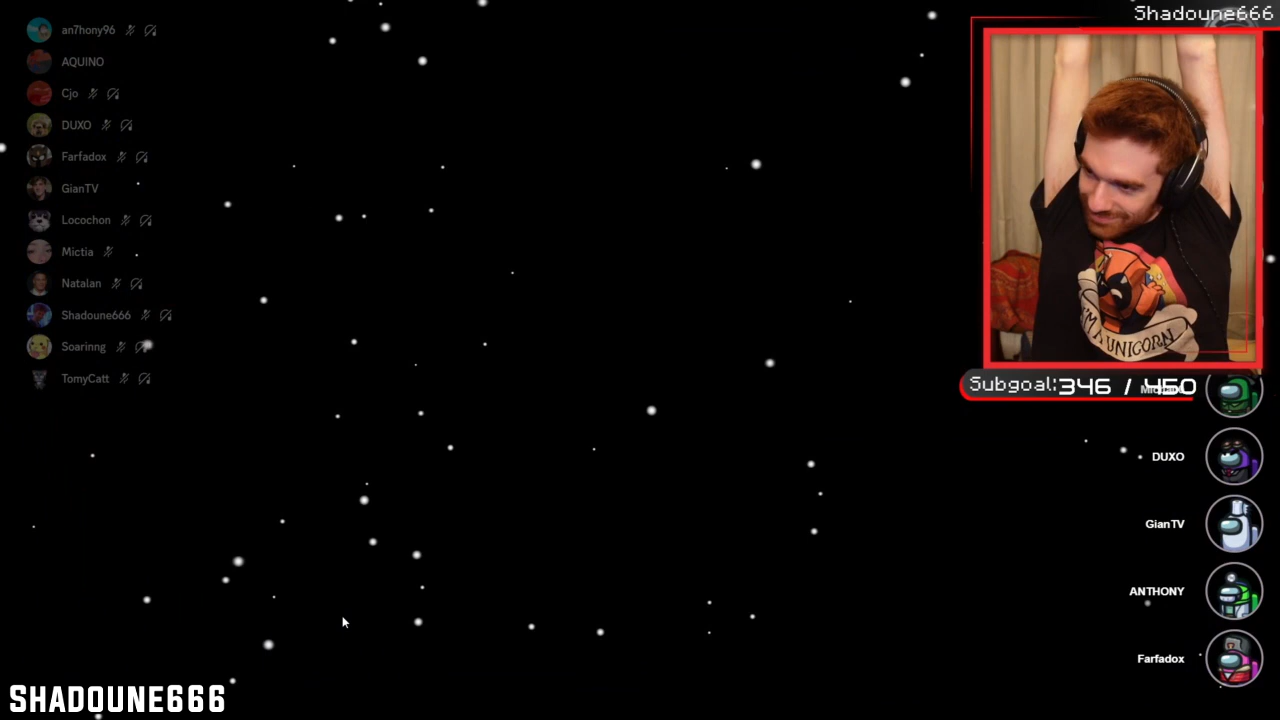 Shadoune666
an7hony96
AQUINO
Cjo
DUXO
Farfadox
GianTV
Locochon
Mictia
Natalan
Shadoune666
Soarinng
TomyCatt
I'M A UNICORN
Subgoal:346 / 450
DUXO
GianTV
ANTHONY
Farfadox
SHADOUNE666